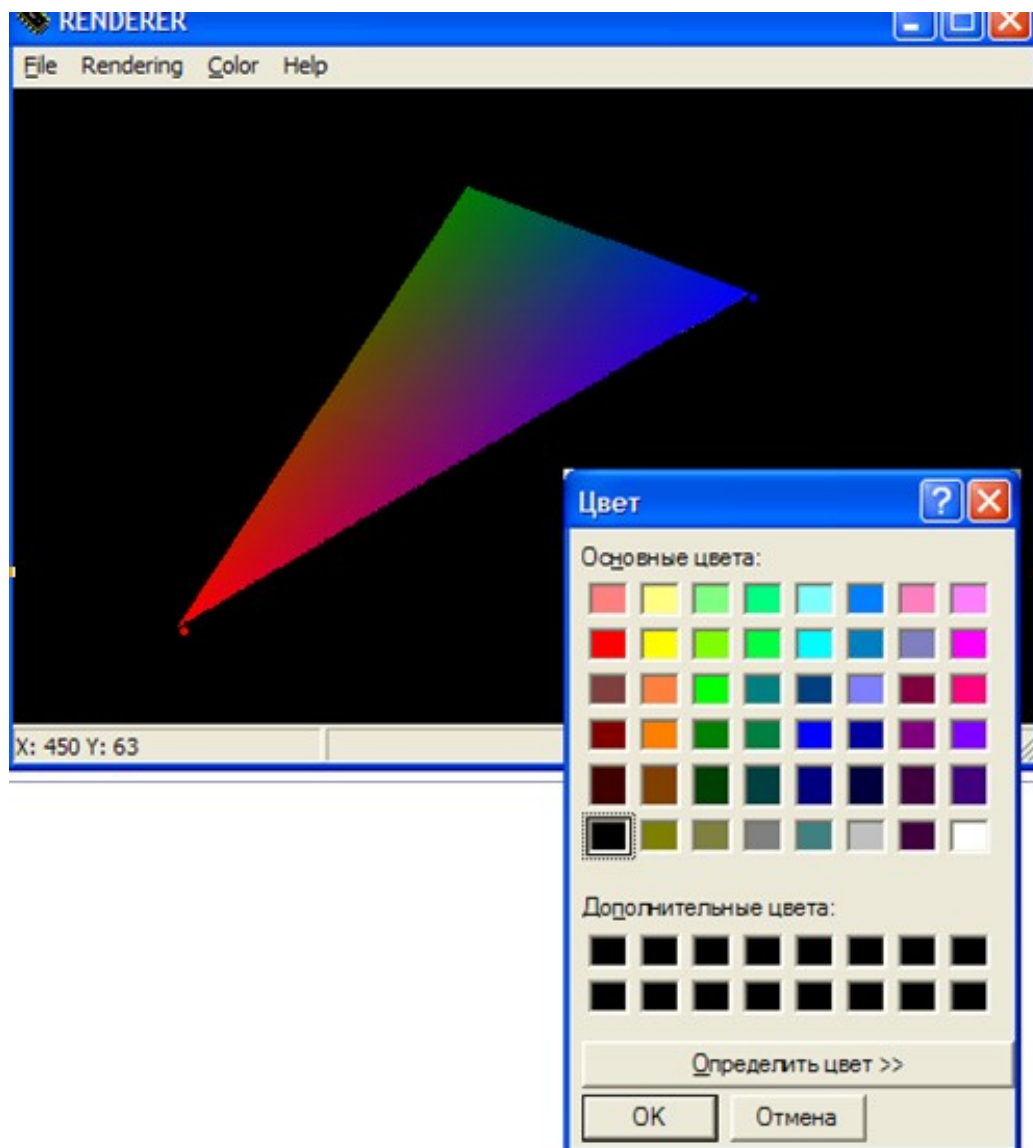 RENDERER
File Rendering Color Help
X: 450 Y: 63
Цвет
Основные цвета:
Дополнительные цвета:
Определить цвет >>
OK Отмена